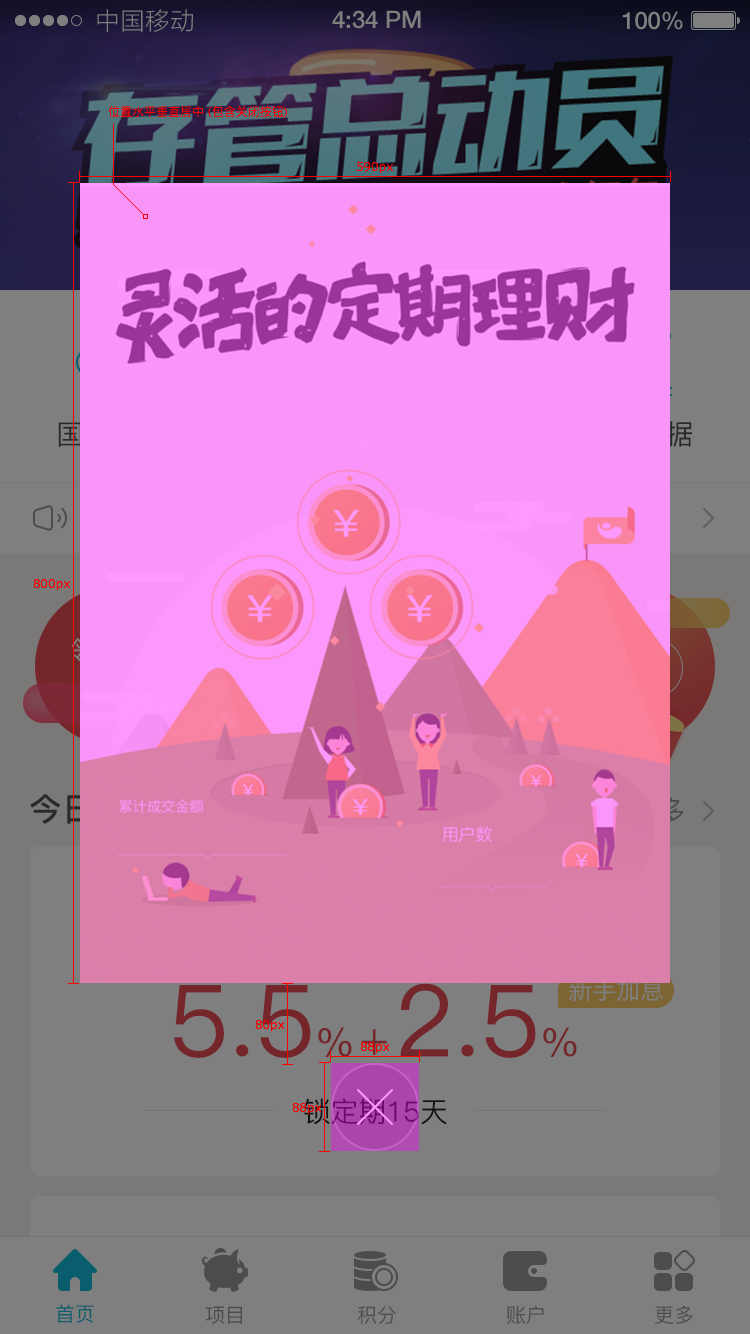 中国移动
4:34 PM
100%
存管总动员
位置水平垂直居中 (包含关闭按钮)
590px
灵活的定期理财
国
据
¥
¥
¥
800px
今日
多
¥
¥
¥
¥
累计成交金额
用户数
新手加息
5.5%+2.5%
80px
88px
88px
锁定期15天
首页
项目
积分
账户
更多